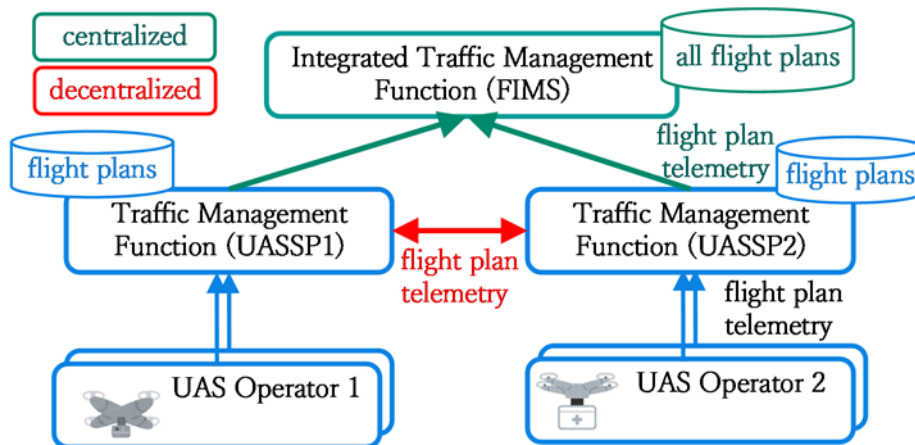 centralized
decentralized
Integrated Traffic Management
Function (FIMS)
all flight plans
flight plan
telemetry
flight plans
flight plans
Traffic Management
Function (UASSP1)
flight plan
telemetry
Traffic Management
Function (UASSP2)
flight plan
telemetry
UAS Operator 1
UAS Operator 2